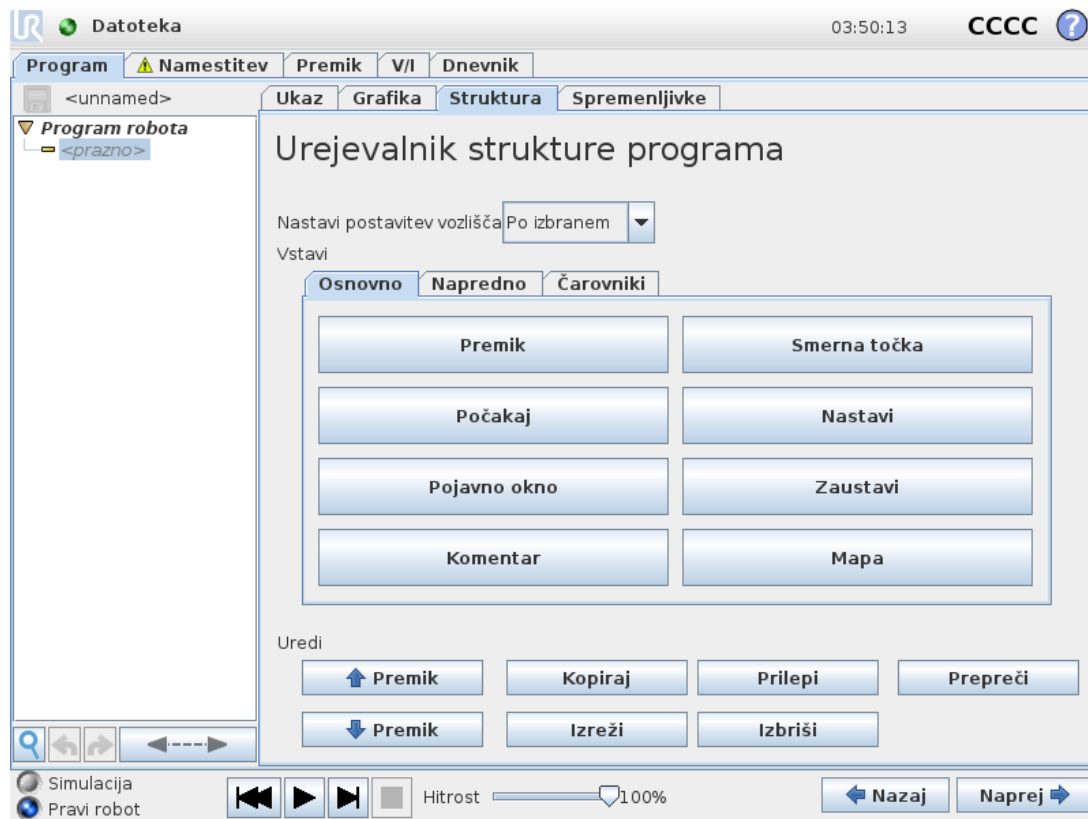 UR Datoteka 03:50:13 CCCC ?
Program Namestitev Premik V/I Dnevnik
<unnamed> Ukaz Grafika Struktura Spremenljivke
Program robota
<prazno>
Urejevalnik strukture programa
Nastavi postavitev vozlišča Po izbranem
Vstavi
Osnovno Napredno Čarovniki
Premik Smerna točka
Počakaj Nastavi
Pojavno okno Zaustavi
Komentar Mapa
Uredi
Premik Kopiraj Prilepi Prepreči
Premik Izreži Izbriši
Simulacija
Pravi robot
Hitrost 100% Nazaj Naprej